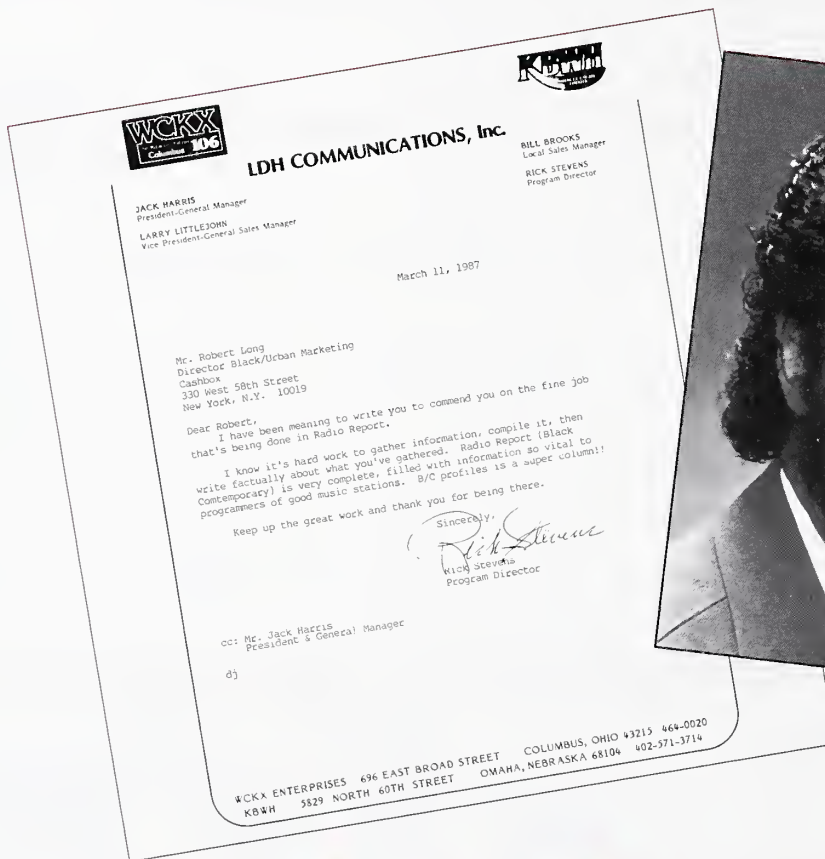 WCKX
Columbus 106
KBWH
LDH COMMUNICATIONS, Inc.
JACK HARRIS
President-General Manager
LARRY LITTLEJOHN
Vice President-General Sales Manager
BILL BROOKS
Local Sales Manager
RICK STEVENS
Program Director
March 11, 1987
Mr. Robert Long
Director Black/Urban Marketing
Cashbox
330 West 58th Street
New York, N.Y. 10019
Dear Robert,
I have been meaning to write you to commend you on the fine job
that's being done in Radio Report.
I know it's hard work to gather information, compile it, then
write factually about what you've gathered. Radio Report (Black
Comtemporary) is very complete, filled with information so vital to
programmers of good music stations. B/C profiles is a super column!!
Keep up the great work and thank you for being there.
Sincerely,
Rick Stevens
Rick Stevens
Program Director
cc: Mr. Jack Harris
President & General Manager
dj
WCKX ENTERPRISES 696 EAST BROAD STREET COLUMBUS, OHIO 43215 464-0020
KBWH 5829 NORTH 60TH STREET OMAHA, NEBRASKA 68104 402-571-3714